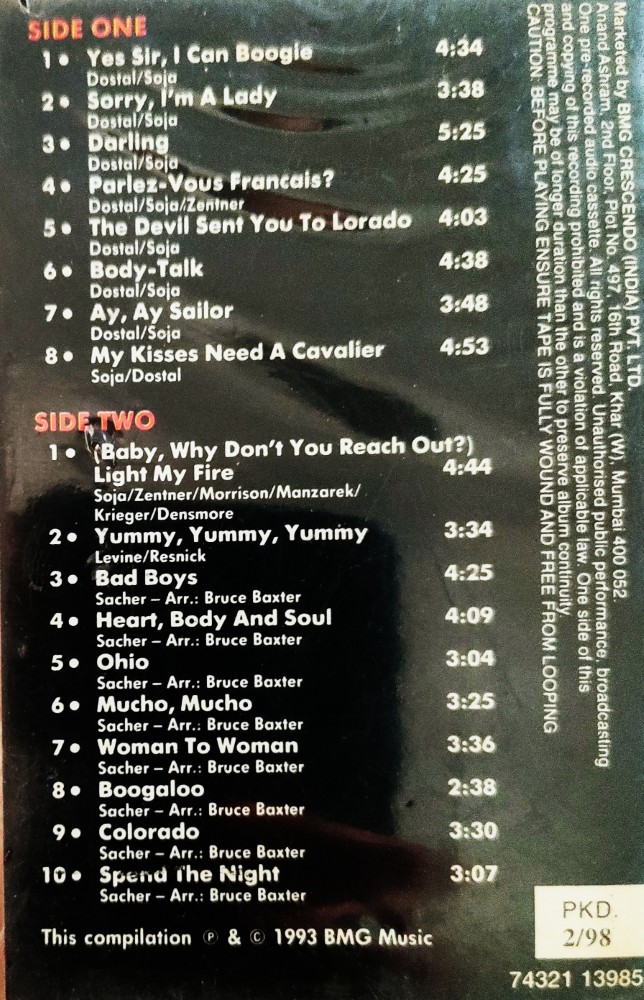 SIDE ONE
1• Yes Sir, I Can Boogie 4:34
Dostal/Soja
2• Sorry, I'm A Lady 3:38
Dostal/Soja
3• Darling 5:25
Dostal/Soja
4• Parlez-Vous Francais? 4:25
Dostal/Soja/Zentner
5• The Devil Sent You To Lorado 4:03
Dostal/Soja
6• Body-Talk 4:38
Dostal/Soja
7• Ay, Ay Sailor 3:48
Dostal/Soja
8• My Kisses Need A Cavalier 4:53
Soja/Dostal
SIDE TWO
1• (Baby, Why Don't You Reach Out?)
Light My Fire 4:44
Soja/Zentner/Morrison/Manzarek/
Krieger/Densmore
2• Yummy, Yummy, Yummy 3:34
Levine/Resnick
3• Bad Boys 4:25
Sacher – Arr.: Bruce Baxter
4• Heart, Body And Soul 4:09
Sacher – Arr.: Bruce Baxter
5• Ohio 3:04
Sacher – Arr.: Bruce Baxter
6• Mucho, Mucho 3:25
Sacher – Arr.: Bruce Baxter
7• Woman To Woman 3:36
Sacher – Arr.: Bruce Baxter
8• Boogaloo 2:38
Sacher – Arr.: Bruce Baxter
9• Colorado 3:30
Sacher – Arr.: Bruce Baxter
10• Spend The Night 3:07
Sacher – Arr.: Bruce Baxter
This compilation ℗ & © 1993 BMG Music
Marketed by BMG CRESCENDO (INDIA) PVT. LTD.
Anand Ashram, 2nd Floor, Plot No. 497, 16th Road, Khar (W), Mumbai 400 052.
One pre-recorded audio cassette. All rights reserved. Unauthorised public performance, broadcasting
and copying of this recording prohibited and is a violation of applicable law. One side of this
programme may be of longer duration than the other to preserve album continuity.
CAUTION: BEFORE PLAYING ENSURE TAPE IS FULLY WOUND AND FREE FROM LOOPING
PKD.
2/98
74321 13985